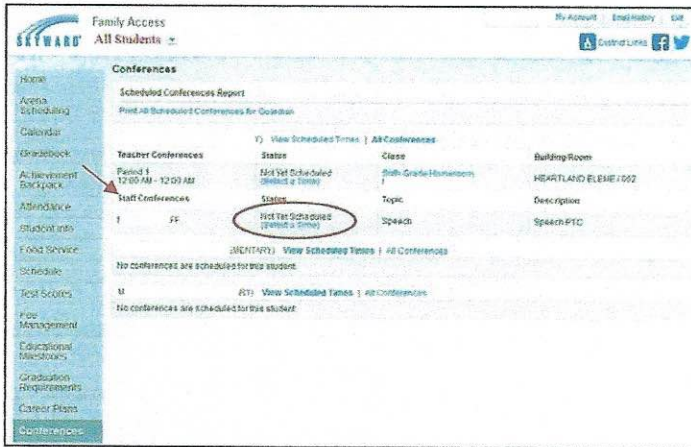 SKYWARD
Family Access
All Students
My Account | Email History | Exit
District Links
Home
Arena Scheduling
Calendar
Gradebook
Achievement Backpack
Attendance
Student Info
Food Service
Schedule
Test Scores
Fee Management
Educational Milestones
Graduation Requirements
Career Plans
Conferences
Conferences
Scheduled Conferences Report
Print All Scheduled Conferences for Guardian
Y) View Scheduled Times | All Conferences
Teacher Conferences Status Class Building/Room
Period 1 Not Yet Scheduled Sixth Grade Homeroom HEARTLAND ELEME / 602
12:00 AM - 12:00 AM (Select a Time)
Staff Conferences Status Topic Description
FF Not Yet Scheduled Speech Speech PTC
(Select a Time)
MENTARY) View Scheduled Times | All Conferences
No conferences are scheduled for this student.
M RY) View Scheduled Times | All Conferences
No conferences are scheduled for this student.